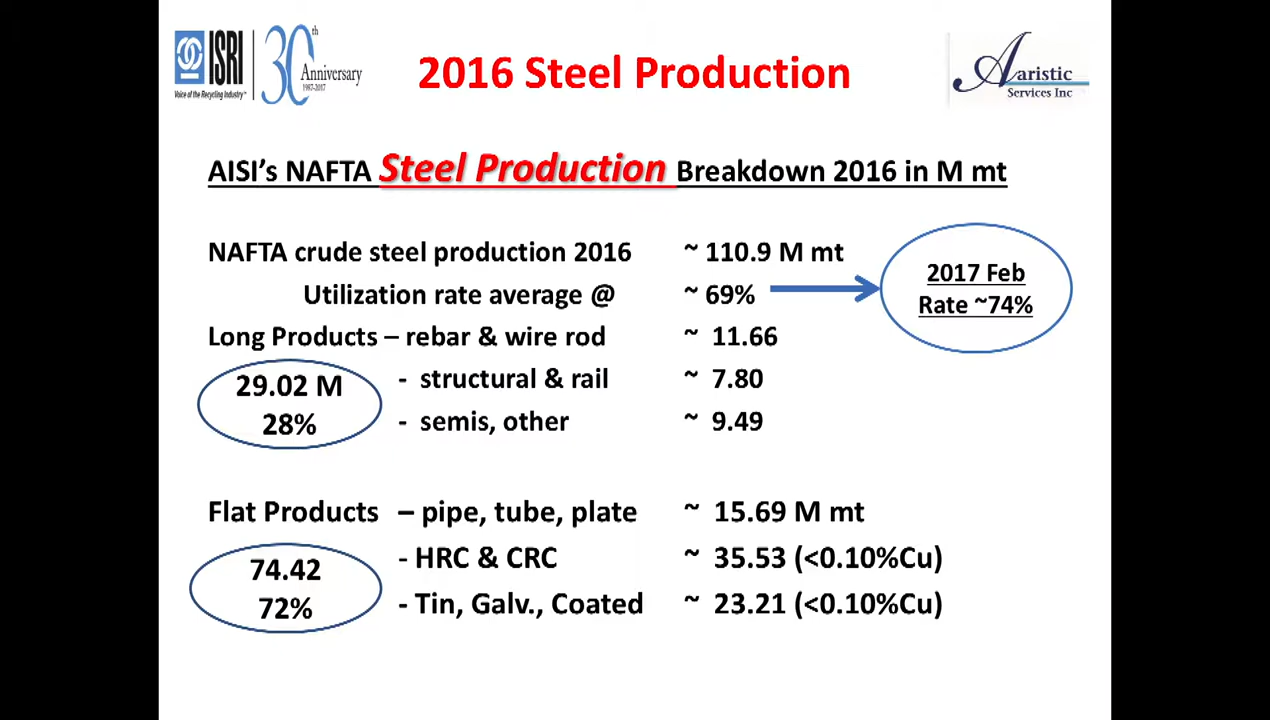 ISRI
Voice of the Recycling Industry™
30th
Anniversary
1987-2017
2016 Steel Production
Aaristic
Services Inc
AISI's NAFTA Steel Production Breakdown 2016 in M mt
NAFTA crude steel production 2016 ~ 110.9 M mt
Utilization rate average @ ~ 69%
2017 Feb
Rate ~74%
Long Products – rebar & wire rod ~ 11.66
- structural & rail ~ 7.80
- semis, other ~ 9.49
29.02 M
28%
Flat Products – pipe, tube, plate ~ 15.69 M mt
- HRC & CRC ~ 35.53 (<0.10%Cu)
- Tin, Galv., Coated ~ 23.21 (<0.10%Cu)
74.42
72%